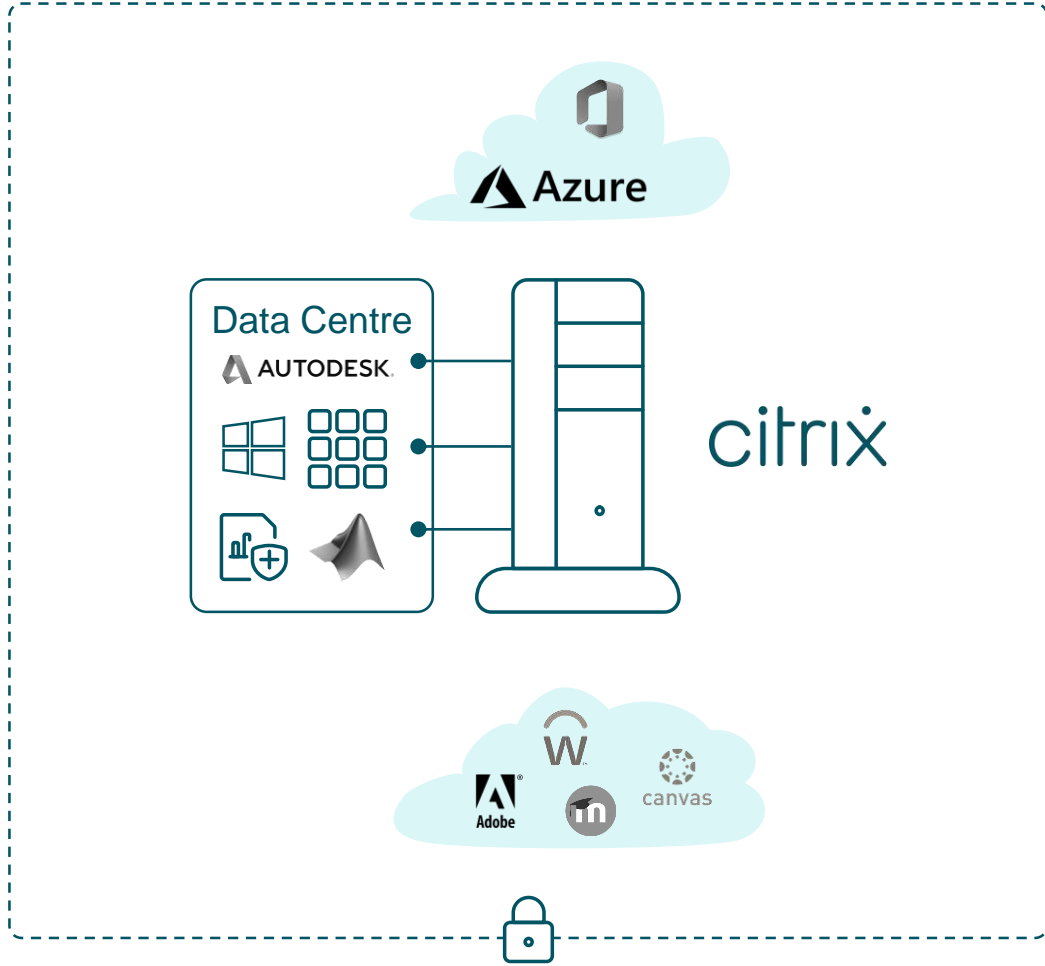 Azure
Data Centre
AUTODESK.
citrix
W
Adobe
m
canvas